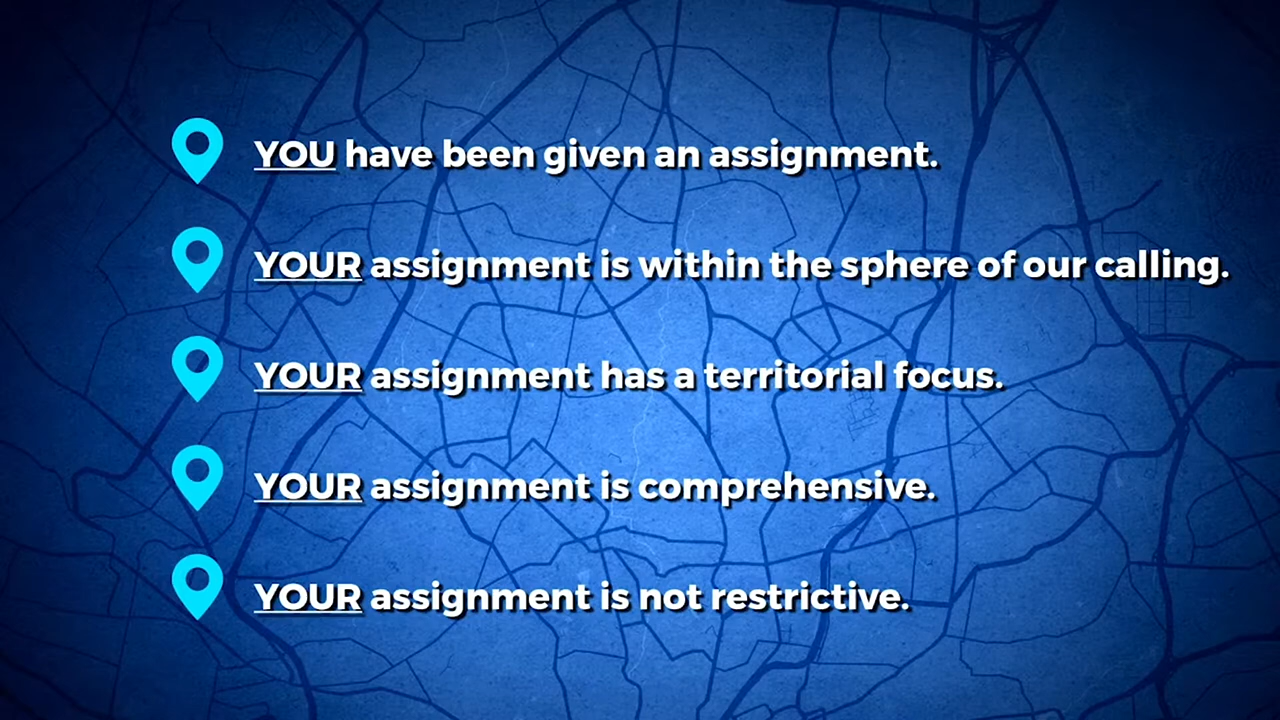 YOU have been given an assignment.
YOUR assignment is within the sphere of our calling.
YOUR assignment has a territorial focus.
YOUR assignment is comprehensive.
YOUR assignment is not restrictive.